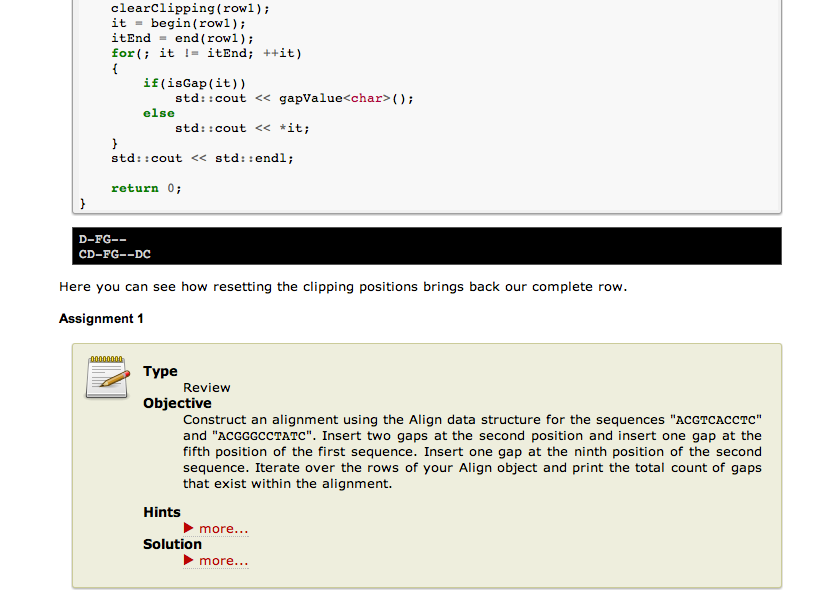 clearClipping(row1);
it = begin(row1);
itEnd = end(row1);
for(; it != itEnd; ++it)
{
if(isGap(it))
std::cout << gapValue<char>();
else
std::cout << *it;
}
std::cout << std::endl;
return 0;
}
D-FG--
CD-FG--DC
Here you can see how resetting the clipping positions brings back our complete row.
Assignment 1
Type
Review
Objective
Construct an alignment using the Align data structure for the sequences "ACGTCACCTC"
and "ACGGGCCTATC". Insert two gaps at the second position and insert one gap at the
fifth position of the first sequence. Insert one gap at the ninth position of the second
sequence. Iterate over the rows of your Align object and print the total count of gaps
that exist within the alignment.
Hints
more...
Solution
more...